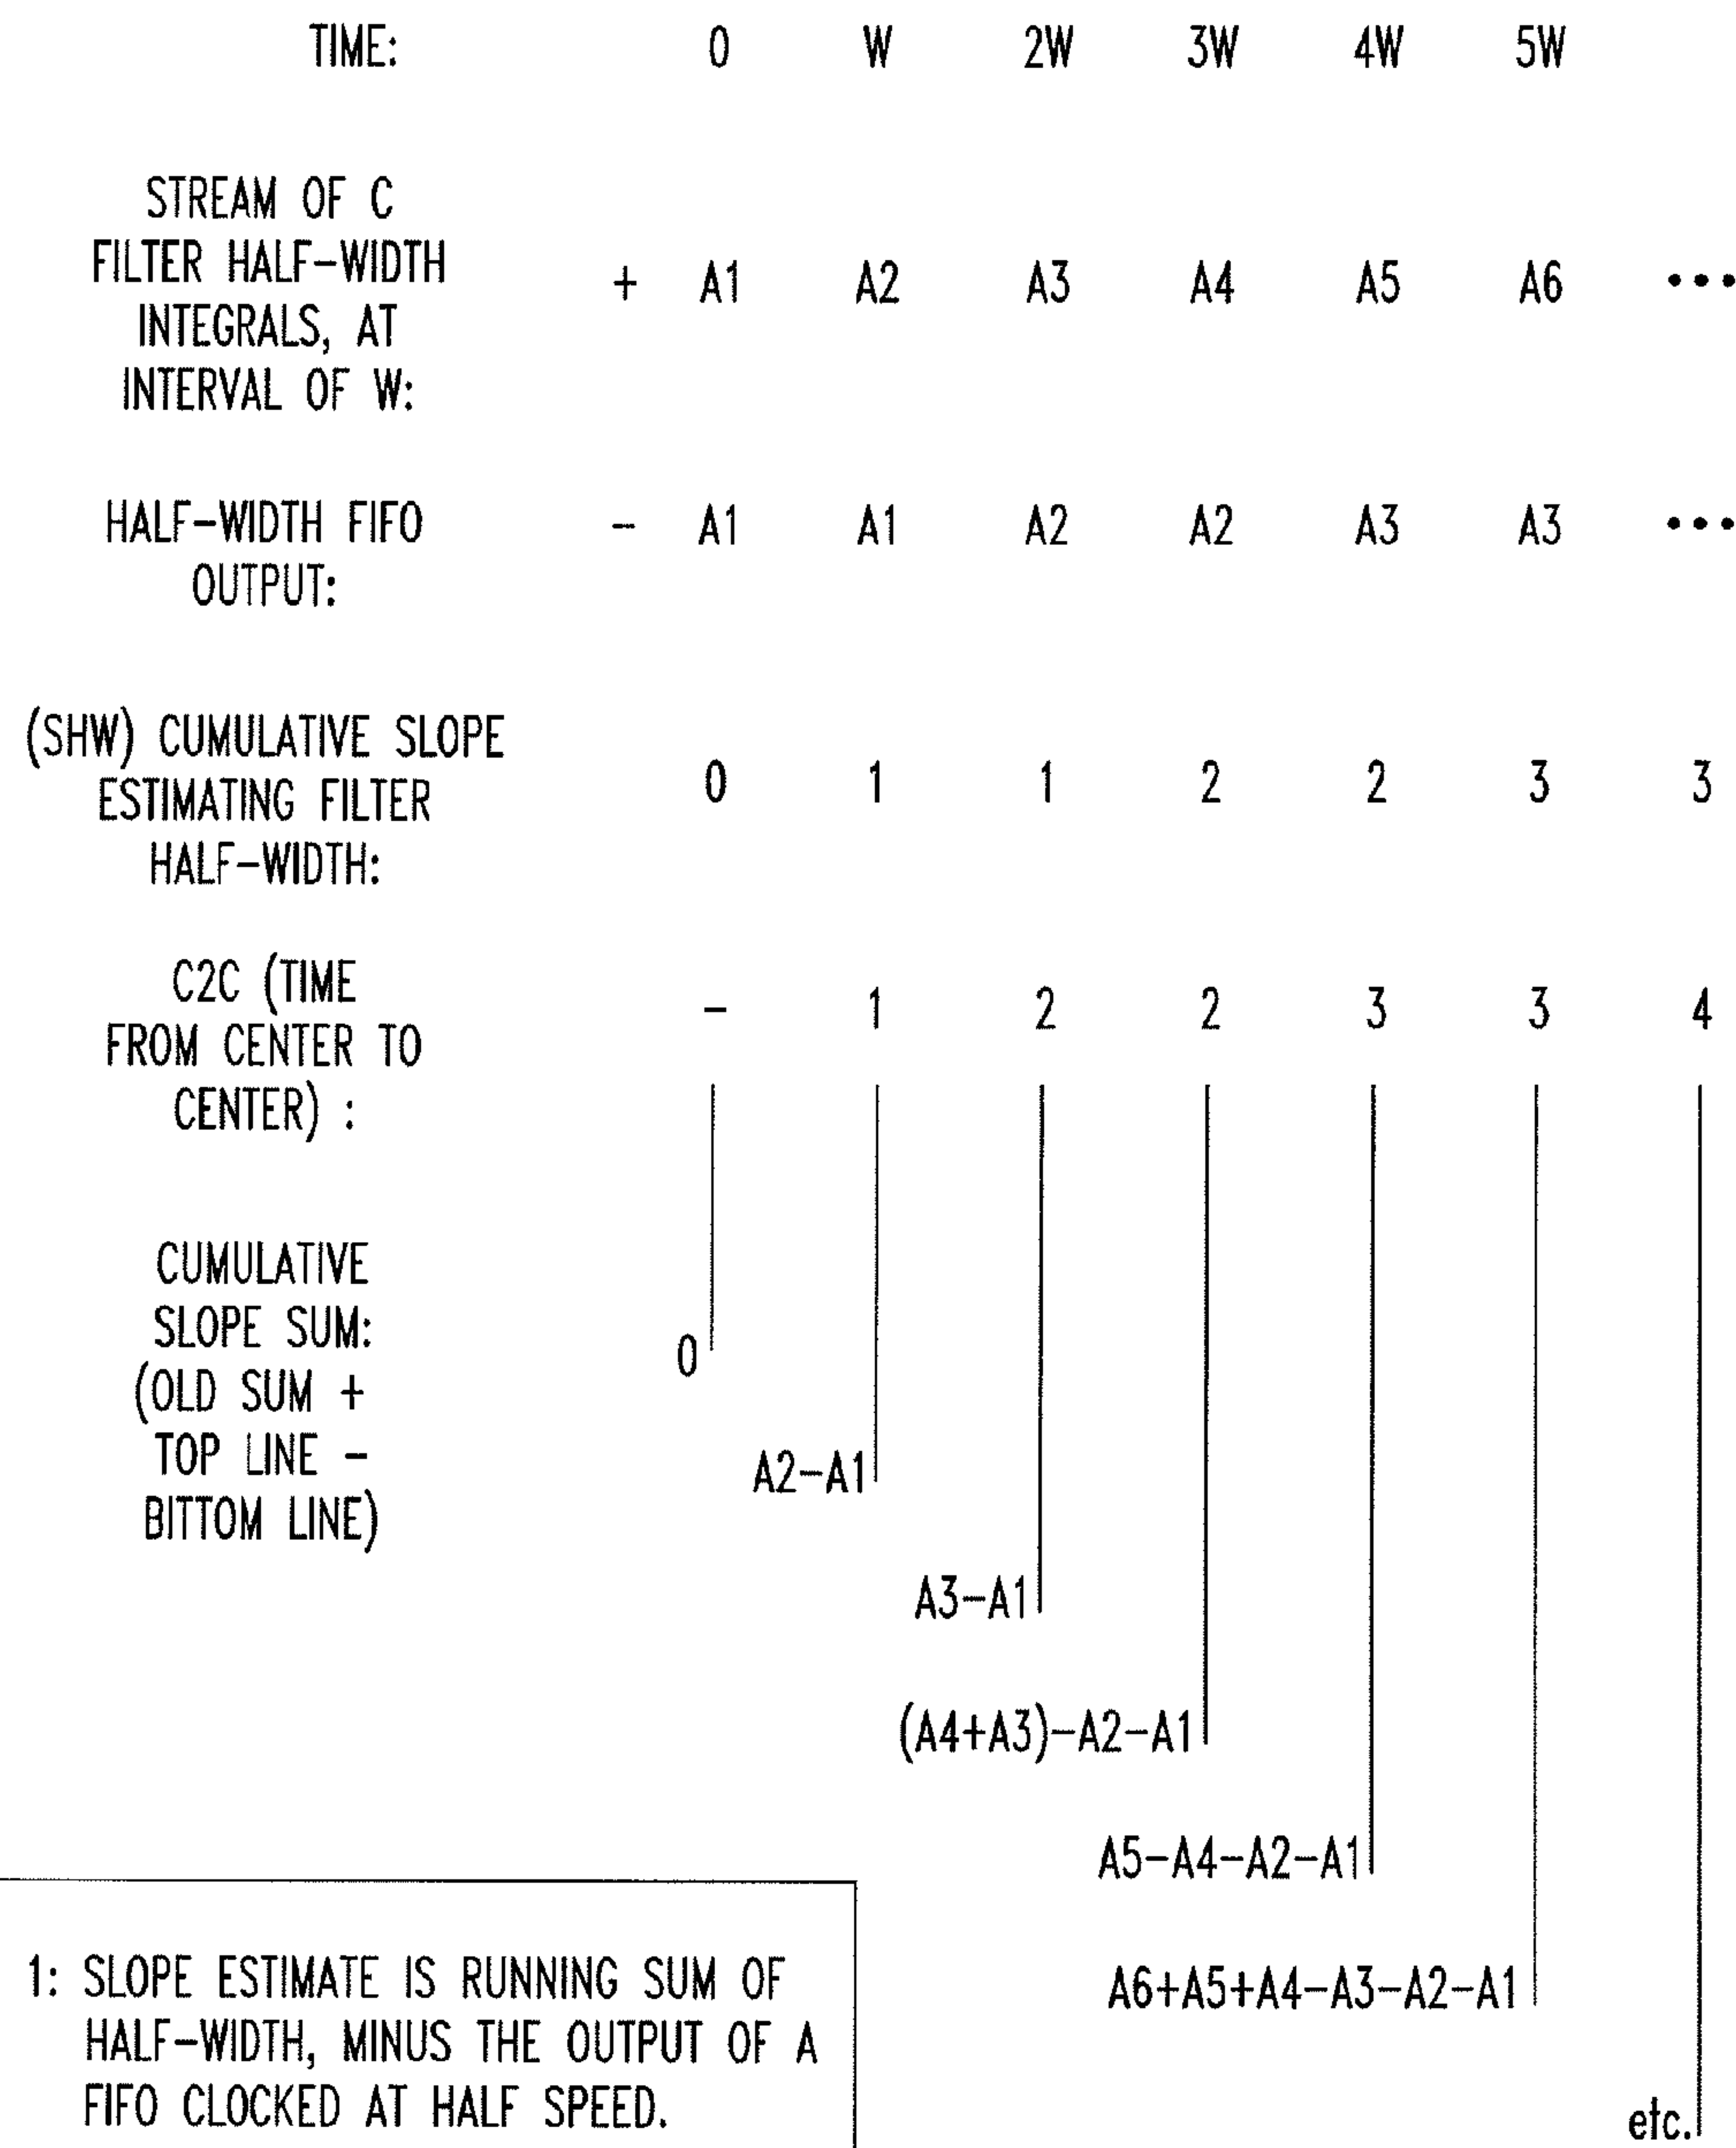 TIME: 0 W 2W 3W 4W 5W
STREAM OF C
FILTER HALF-WIDTH
INTEGRALS, AT
INTERVAL OF W:
+ A1 A2 A3 A4 A5 A6 •••
HALF-WIDTH FIFO
OUTPUT:
- A1 A1 A2 A2 A3 A3 •••
(SHW) CUMULATIVE SLOPE
ESTIMATING FILTER
HALF-WIDTH:
0 1 1 2 2 3 3
C2C (TIME
FROM CENTER TO
CENTER) :
- 1 2 2 3 3 4
CUMULATIVE
SLOPE SUM:
(OLD SUM +
TOP LINE -
BITTOM LINE)
0
A2-A1
A3-A1
(A4+A3)-A2-A1
A5-A4-A2-A1
A6+A5+A4-A3-A2-A1
etc.
1: SLOPE ESTIMATE IS RUNNING SUM OF
HALF-WIDTH, MINUS THE OUTPUT OF A
FIFO CLOCKED AT HALF SPEED.